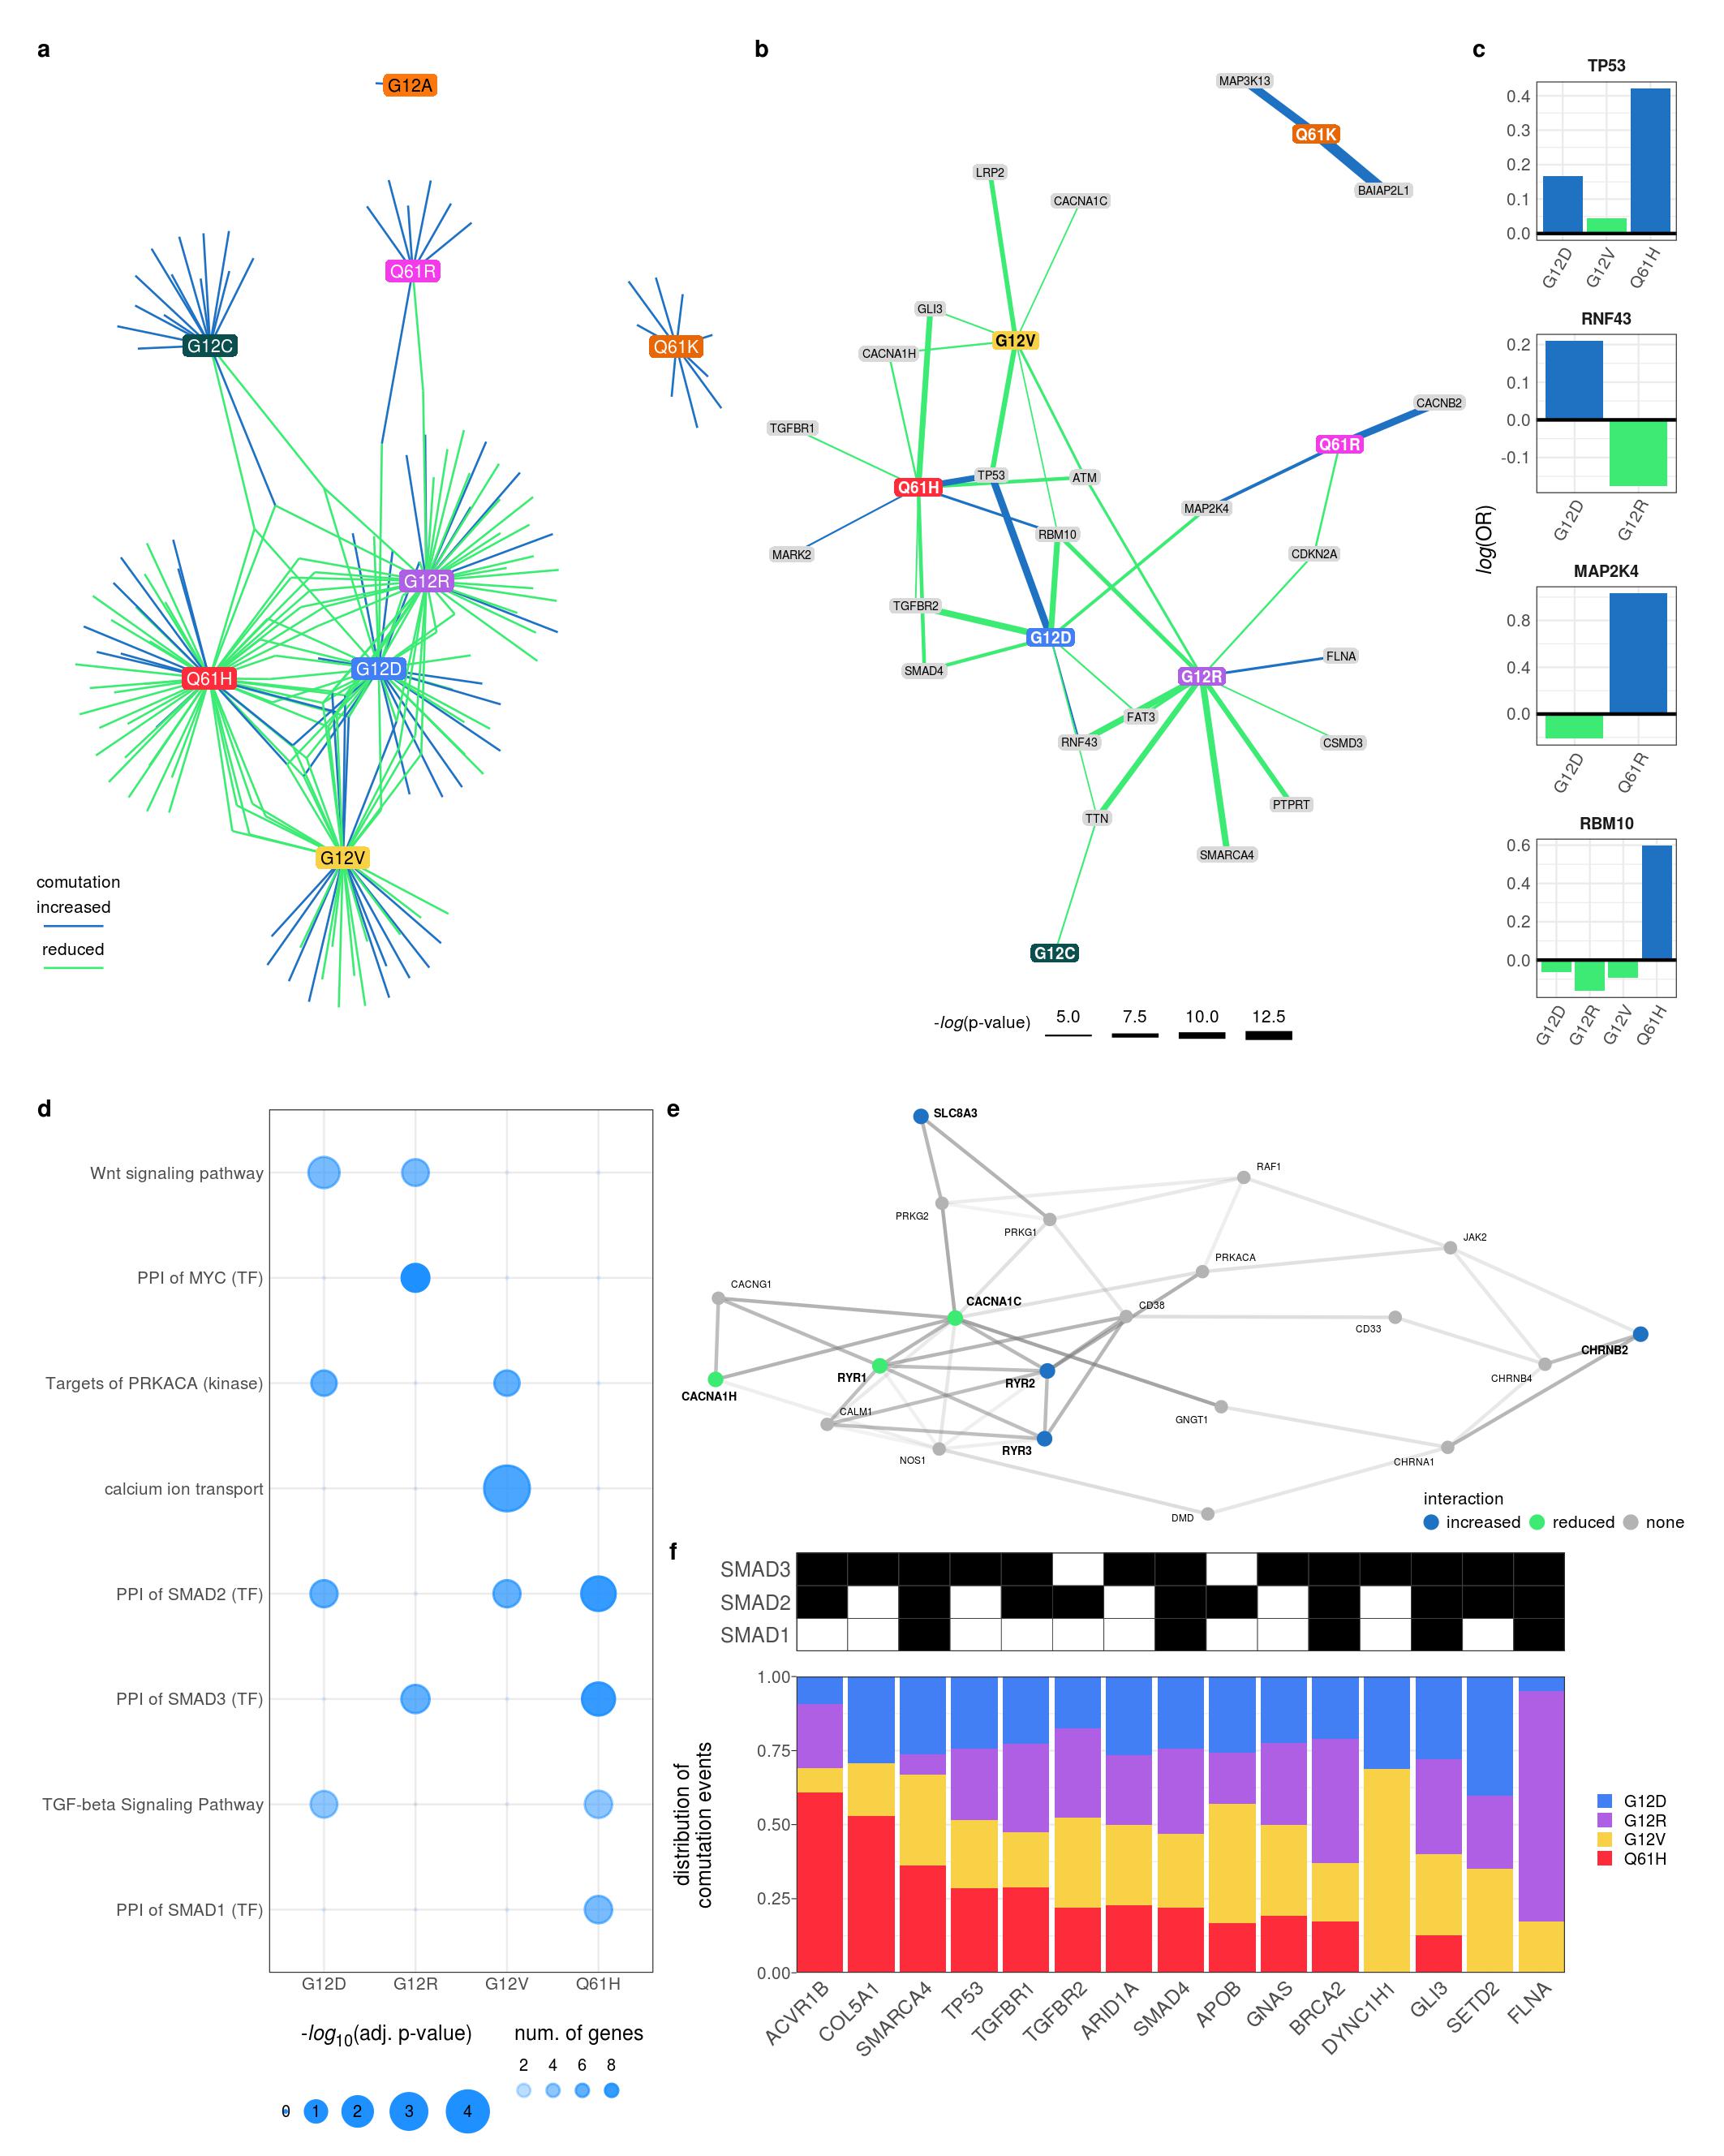 a
G12A
Q61R
G12C
Q61K
G12R
G12D
Q61H
G12V
comutation
increased
reduced
b
MAP3K13
Q61K
BAIAP2L1
LRP2
CACNA1C
GLI3
G12V
CACNA1H
CACNB2
TGFBR1
Q61R
TP53
ATM
Q61H
MAP2K4
RBM10
MARK2
CDKN2A
TGFBR2
G12D
FLNA
SMAD4
G12R
FAT3
RNF43
CSMD3
PTPRT
TTN
SMARCA4
G12C
-log(p-value)
5.0 7.5 10.0 12.5
c
log(OR)
TP53
0.4
0.3
0.2
0.1
0.0
G12D G12V Q61H
RNF43
0.2
0.1
0.0
-0.1
G12D G12R
MAP2K4
0.8
0.4
0.0
G12D Q61R
RBM10
0.6
0.4
0.2
0.0
G12D G12R G12V Q61H
d
Wnt signaling pathway
PPI of MYC (TF)
Targets of PRKACA (kinase)
calcium ion transport
PPI of SMAD2 (TF)
PPI of SMAD3 (TF)
TGF-beta Signaling Pathway
PPI of SMAD1 (TF)
G12D G12R G12V Q61H
-log10(adj. p-value)
0 1 2 3 4
num. of genes
2 4 6 8
e
SLC8A3
RAF1
PRKG2
PRKG1
JAK2
PRKACA
CACNG1
CACNA1C
CD38
CD33
CHRNB2
RYR1
RYR2
CHRNB4
CACNA1H
CALM1
GNGT1
RYR3
NOS1
CHRNA1
DMD
interaction
increased reduced none
f
SMAD3
SMAD2
SMAD1
distribution of
comutation events
1.00
0.75
0.50
0.25
0.00
ACVR1B COL5A1 SMARCA4 TP53 TGFBR1 TGFBR2 ARID1A SMAD4 APOB GNAS BRCA2 DYNC1H1 GLI3 SETD2 FLNA
G12D
G12R
G12V
Q61H